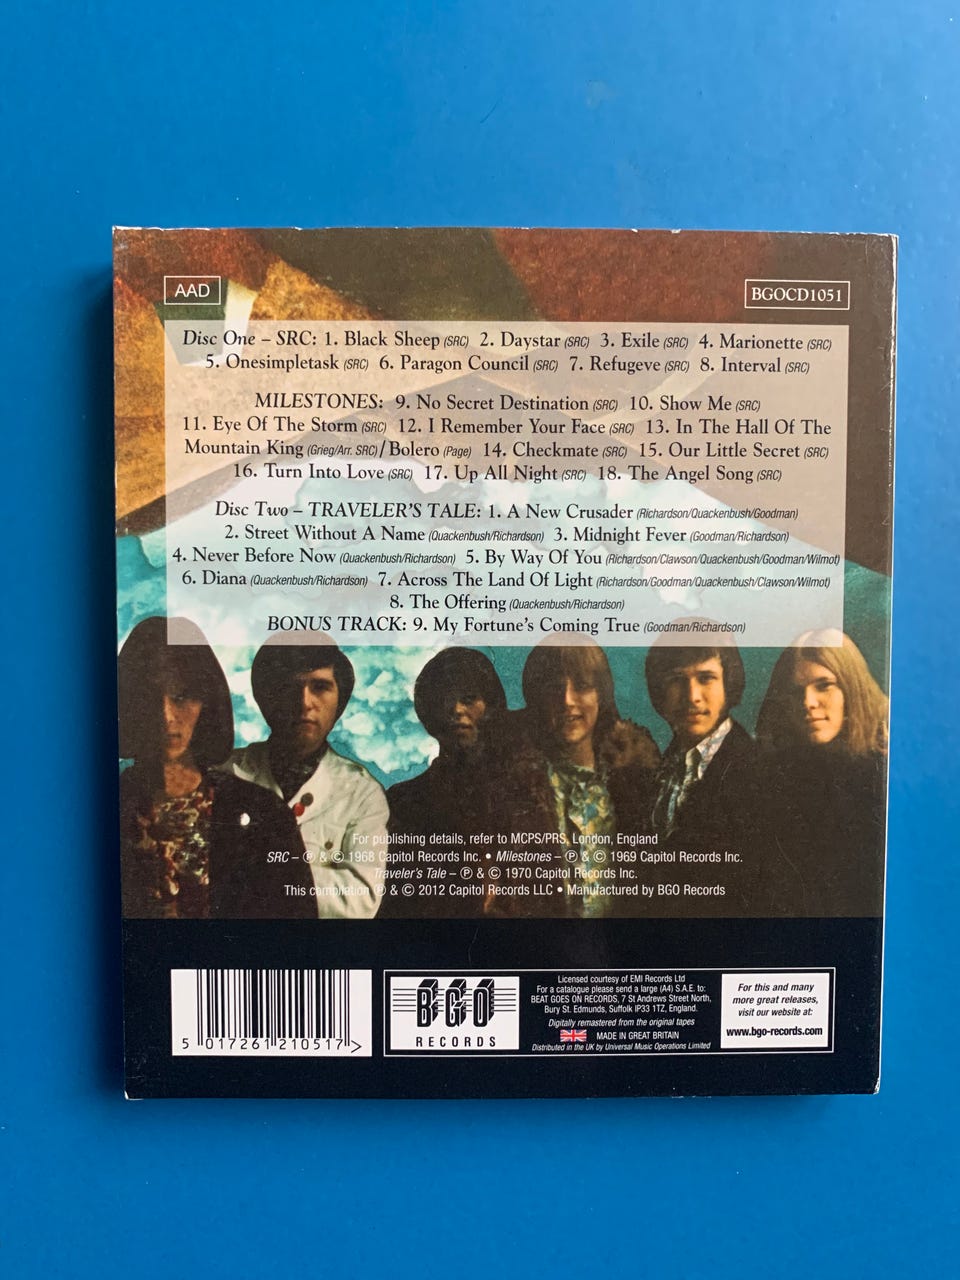 AAD
BGOCD1051
Disc One – SRC: 1. Black Sheep (SRC) 2. Daystar (SRC) 3. Exile (SRC) 4. Marionette (SRC)
5. Onesimpletask (SRC) 6. Paragon Council (SRC) 7. Refugeve (SRC) 8. Interval (SRC)
MILESTONES: 9. No Secret Destination (SRC) 10. Show Me (SRC)
11. Eye Of The Storm (SRC) 12. I Remember Your Face (SRC) 13. In The Hall Of The
Mountain King (Grieg/Arr. SRC)/Bolero (Page) 14. Checkmate (SRC) 15. Our Little Secret (SRC)
16. Turn Into Love (SRC) 17. Up All Night (SRC) 18. The Angel Song (SRC)
Disc Two – TRAVELER'S TALE: 1. A New Crusader (Richardson/Quackenbush/Goodman)
2. Street Without A Name (Quackenbush/Richardson) 3. Midnight Fever (Goodman/Richardson)
4. Never Before Now (Quackenbush/Richardson) 5. By Way Of You (Richardson/Clawson/Quackenbush/Goodman/Wilmot)
6. Diana (Quackenbush/Richardson) 7. Across The Land Of Light (Richardson/Goodman/Quackenbush/Clawson/Wilmot)
8. The Offering (Quackenbush/Richardson)
BONUS TRACK: 9. My Fortune's Coming True (Goodman/Richardson)
For publishing details, refer to MCPS/PRS, London, England
SRC – ℗ & © 1968 Capitol Records Inc. • Milestones – ℗ & © 1969 Capitol Records Inc.
Traveler's Tale – ℗ & © 1970 Capitol Records Inc.
This compilation ℗ & © 2012 Capitol Records LLC • Manufactured by BGO Records
5 017261 210517 >
BGO
RECORDS
Licensed courtesy of EMI Records Ltd
For a catalogue please send a large (A4) S.A.E. to:
BEAT GOES ON RECORDS, 7 St Andrews Street North,
Bury St. Edmunds, Suffolk IP33 1TZ, England.
Digitally remastered from the original tapes
MADE IN GREAT BRITAIN
Distributed in the UK by Universal Music Operations Limited
For this and many
more great releases,
visit our website at:
www.bgo-records.com